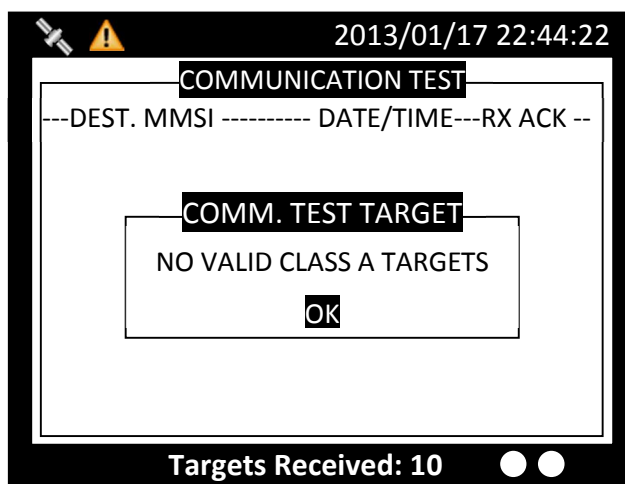 2013/01/17 22:44:22
COMMUNICATION TEST
---DEST. MMSI ---------- DATE/TIME---RX ACK --
COMM. TEST TARGET
NO VALID CLASS A TARGETS
OK
Targets Received: 10